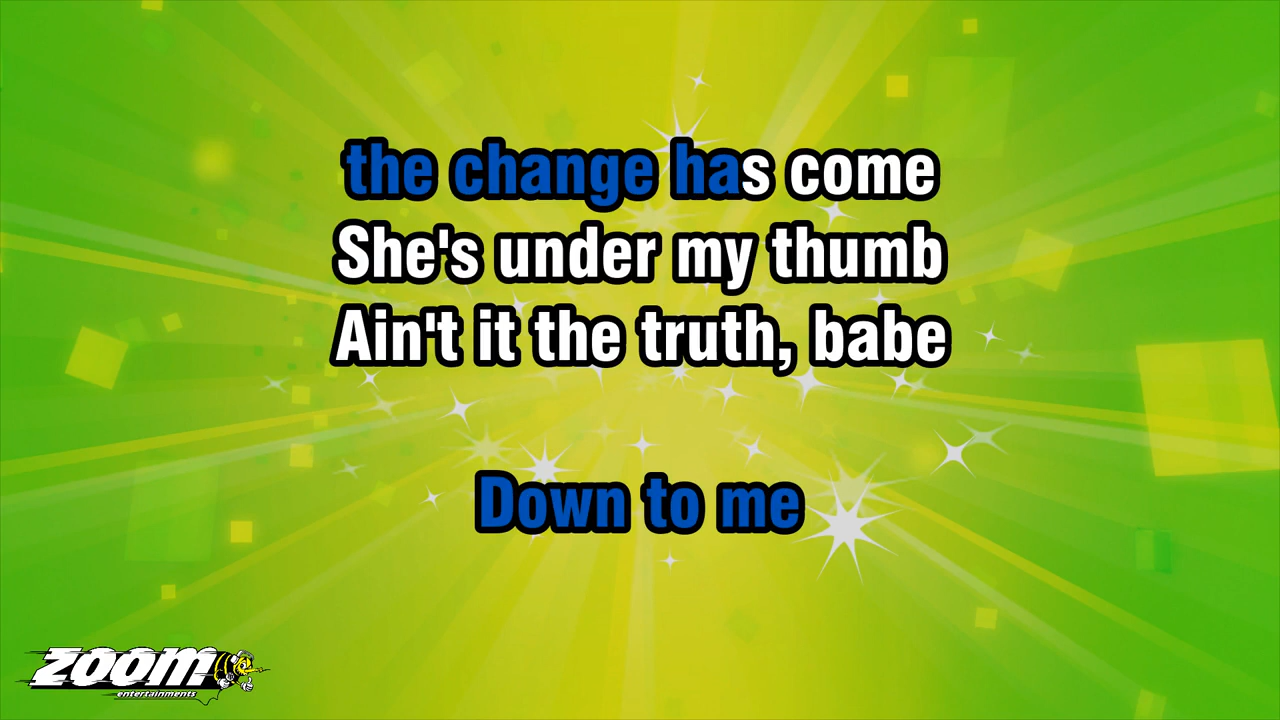 the change has come
She's under my thumb
Ain't it the truth, babe
Down to me
zoom
entertainments